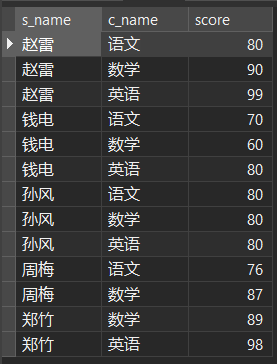 s_name c_name score
赵雷 语文 80
赵雷 数学 90
赵雷 英语 99
钱电 语文 70
钱电 数学 60
钱电 英语 80
孙风 语文 80
孙风 数学 80
孙风 英语 80
周梅 语文 76
周梅 数学 87
郑竹 数学 89
郑竹 英语 98